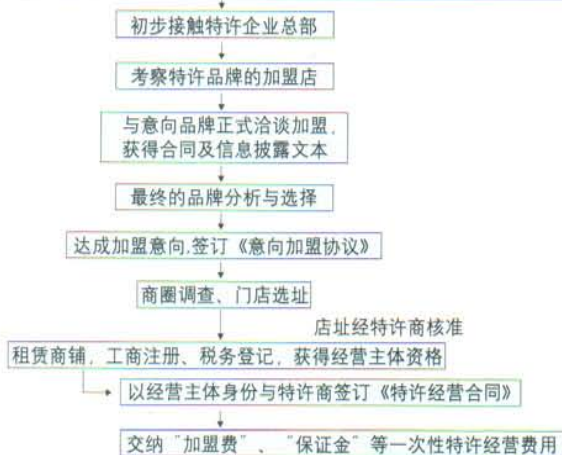 初步接触特许企业总部
考察特许品牌的加盟店
与意向品牌正式洽谈加盟,
获得合同及信息披露文本
最终的品牌分析与选择
达成加盟意向,签订《意向加盟协议》
商圈调查、门店选址
店址经特许商核准
租赁商铺,工商注册、税务登记,获得经营主体资格
以经营主体身份与特许商签订《特许经营合同》
交纳“加盟费”、“保证金”等一次性特许经营费用